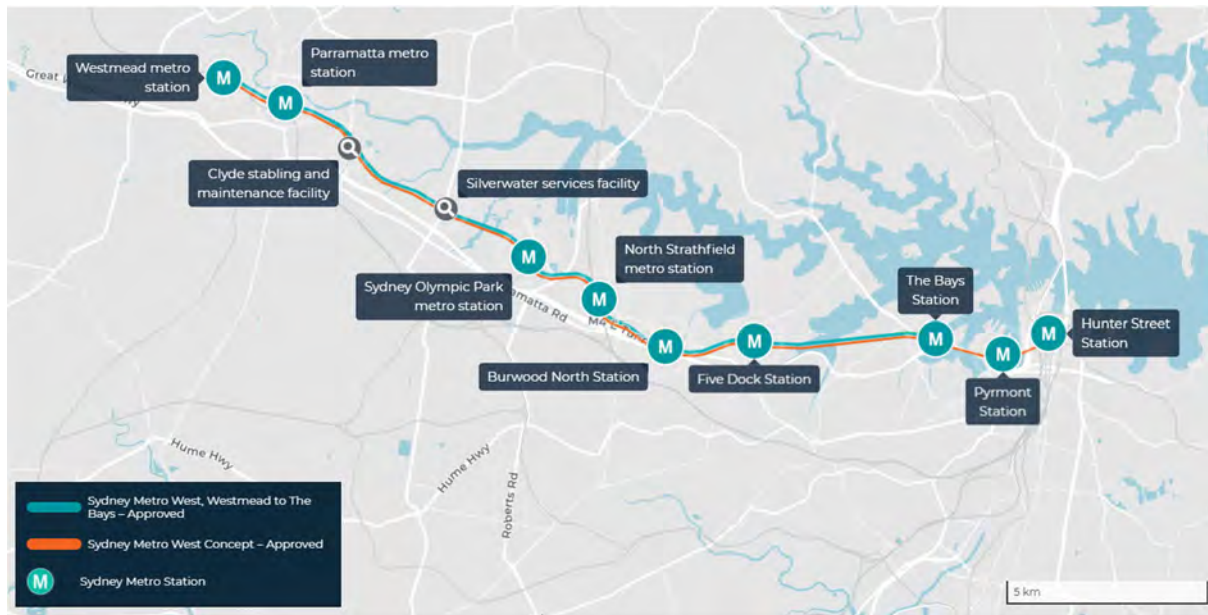 Great
Hwy
Westmead metro
station
M
Parramatta metro
station
M
Clyde stabling and
maintenance facility
Silverwater services facility
M
Sydney Olympic Park
metro station
North Strathfield
metro station
M
Rd
M4 E
Burwood North Station
M
M
Five Dock Station
The Bays
Station
M
M
Pyrmont
Station
M
Hunter Street
Station
Hume Hwy
Hume Hwy
Roberts Rd
Sydney Metro West, Westmead to The
Bays – Approved
Sydney Metro West Concept – Approved
M
Sydney Metro Station
5 km